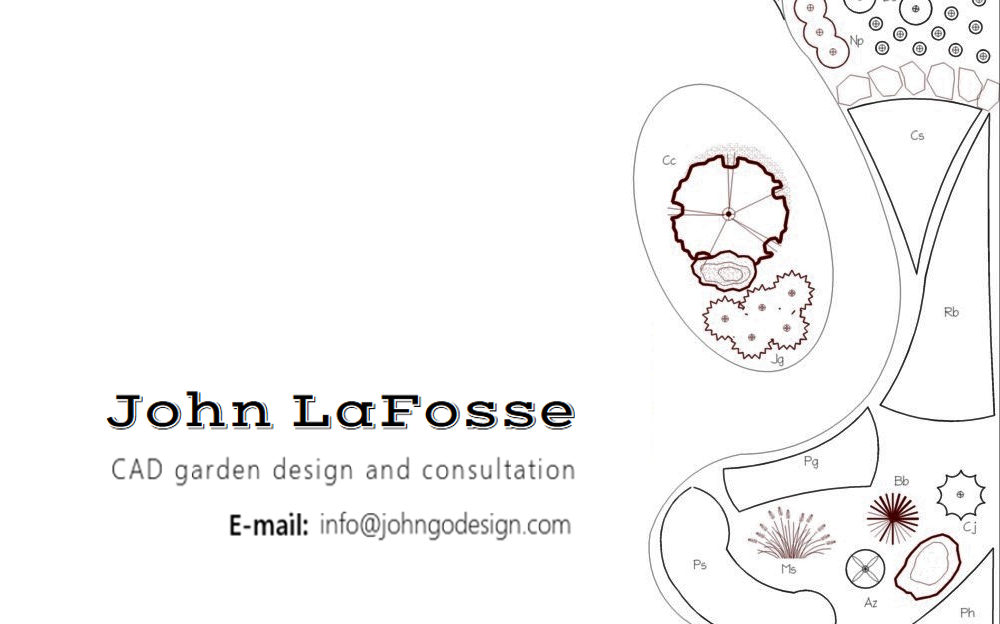 John LaFosse
CAD garden design and consultation
E-mail: info@johngodesign.com
Np
Cs
Cc
Rb
Jg
Pg
Bb
Cj
Ps
Ms
Az
Ph